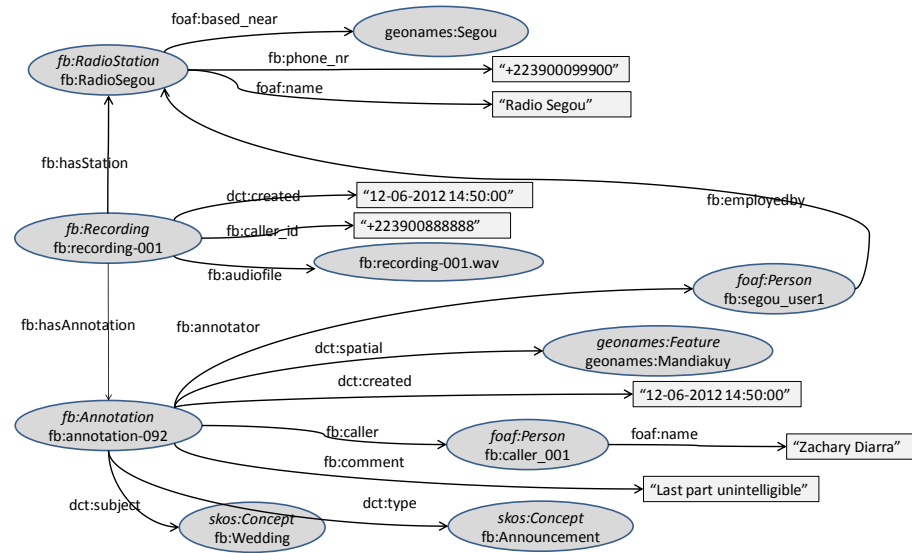 foaf:based_near
geonames:Segou
fb:RadioStation
fb:RadioSegou
fb:phone_nr
“+223900099900”
foaf:name
“Radio Segou”
fb:hasStation
dct:created
“12-06-2012 14:50:00”
fb:employedby
fb:Recording
fb:recording-001
fb:caller_id
“+223900888888”
fb:audiofile
fb:recording-001.wav
foaf:Person
fb:segou_user1
fb:hasAnnotation
fb:annotator
dct:spatial
geonames:Feature
geonames:Mandiakuy
dct:created
“12-06-2012 14:50:00”
fb:Annotation
fb:annotation-092
fb:caller
foaf:Person
fb:caller_001
foaf:name
“Zachary Diarra”
fb:comment
“Last part unintelligible”
dct:subject
dct:type
skos:Concept
fb:Wedding
skos:Concept
fb:Announcement